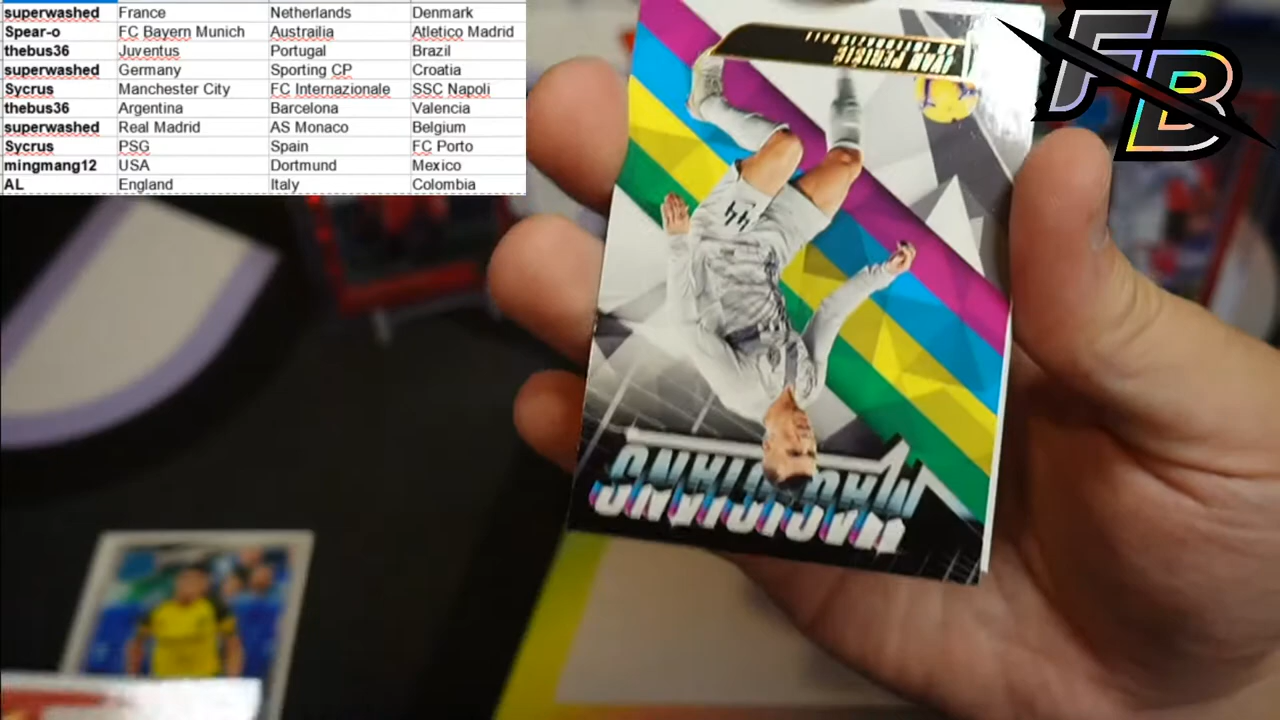 superwashed France Netherlands Denmark
Spear-o FC Bayern Munich Austrailia Atletico Madrid
thebus36 Juventus Portugal Brazil
superwashed Germany Sporting CP Croatia
Sycrus Manchester City FC Internazionale SSC Napoli
thebus36 Argentina Barcelona Valencia
superwashed Real Madrid AS Monaco Belgium
Sycrus PSG Spain FC Porto
mingmang12 USA Dortmund Mexico
AL England Italy Colombia
FB
IVAN PERISIC
FC INTERNAZIONALE
44
MAGICIANS